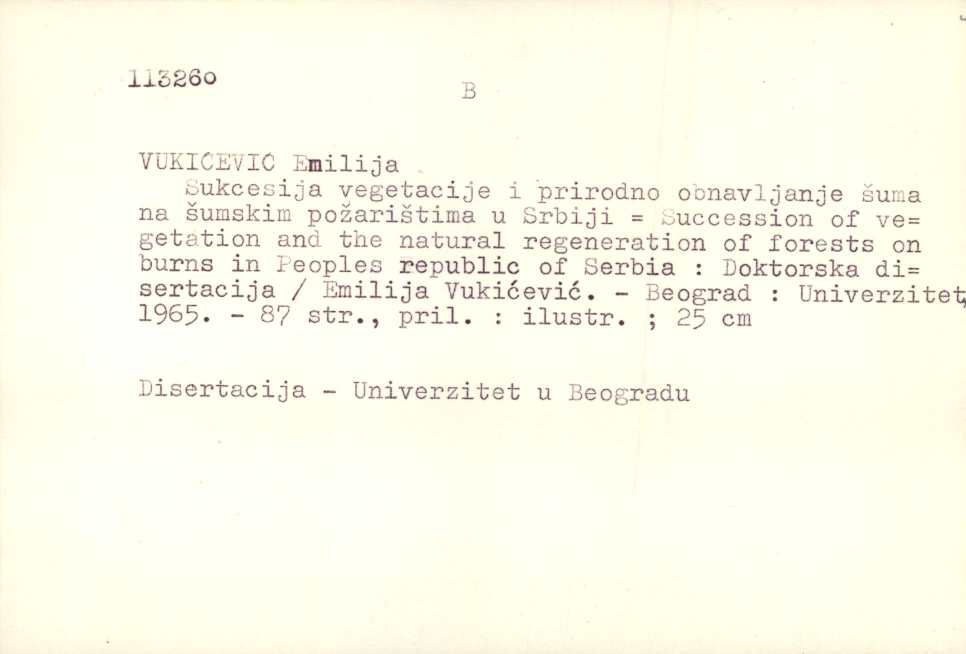 113260
B
VUKIĆEVIĆ Emilija
Sukcesija vegetacije i prirodno obnavljanje šuma
na šumskim požarištima u Srbiji = Succession of ve=
getation and the natural regeneration of forests on
burns in Peoples republic of Serbia : Doktorska di=
sertacija / Emilija Vukićević. - Beograd : Univerzitet,
1965. - 87 str., pril. : ilustr. ; 25 cm
Disertacija - Univerzitet u Beogradu